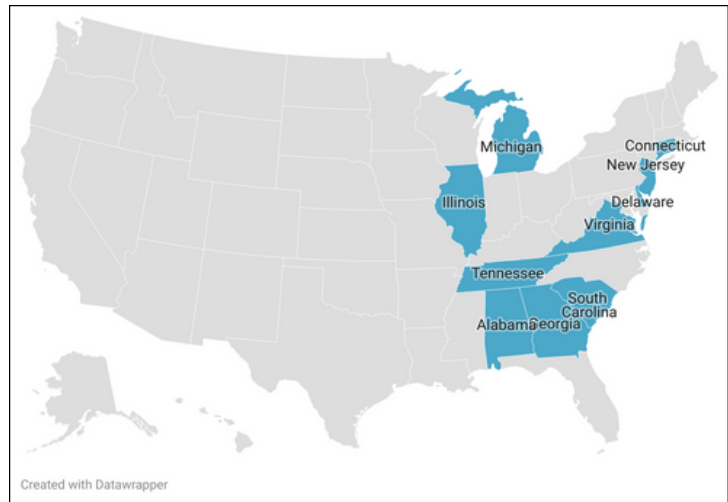 Michigan
Connecticut
New Jersey
Illinois
Delaware
Virginia
Tennessee
South
Carolina
Alabama
Georgia
Created with Datawrapper